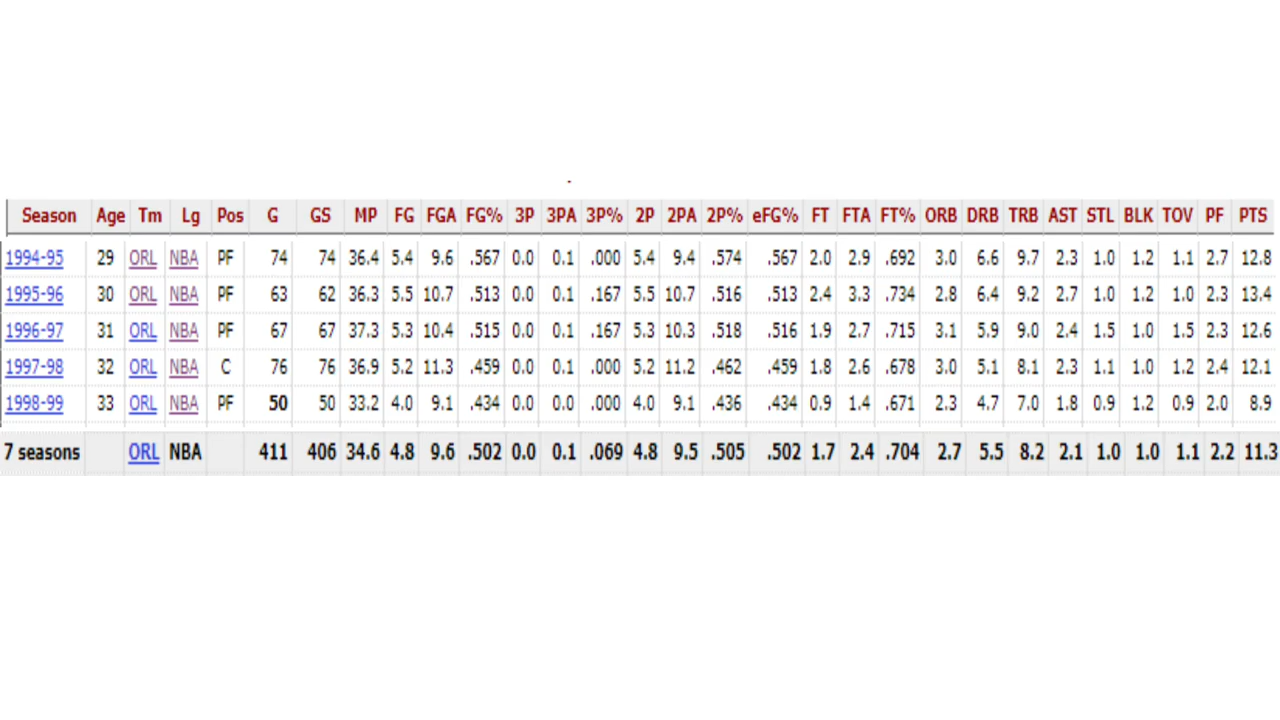 Season Age Tm Lg Pos G GS MP FG FGA FG% 3P 3PA 3P% 2P 2PA 2P% eFG% FT FTA FT% ORB DRB TRB AST STL BLK TOV PF PTS
1994-95 29 ORL NBA PF 74 74 36.4 5.4 9.6 .567 0.0 0.1 .000 5.4 9.4 .574 .567 2.0 2.9 .692 3.0 6.6 9.7 2.3 1.0 1.2 1.1 2.7 12.8
1995-96 30 ORL NBA PF 63 62 36.3 5.5 10.7 .513 0.0 0.1 .167 5.5 10.7 .516 .513 2.4 3.3 .734 2.8 6.4 9.2 2.7 1.0 1.2 1.0 2.3 13.4
1996-97 31 ORL NBA PF 67 67 37.3 5.3 10.4 .515 0.0 0.1 .167 5.3 10.3 .518 .516 1.9 2.7 .715 3.1 5.9 9.0 2.4 1.5 1.0 1.5 2.3 12.6
1997-98 32 ORL NBA C 76 76 36.9 5.2 11.3 .459 0.0 0.1 .000 5.2 11.2 .462 .459 1.8 2.6 .678 3.0 5.1 8.1 2.3 1.1 1.0 1.2 2.4 12.1
1998-99 33 ORL NBA PF 50 50 33.2 4.0 9.1 .434 0.0 0.0 .000 4.0 9.1 .436 .434 0.9 1.4 .671 2.3 4.7 7.0 1.8 0.9 1.2 0.9 2.0 8.9
7 seasons ORL NBA 411 406 34.6 4.8 9.6 .502 0.0 0.1 .069 4.8 9.5 .505 .502 1.7 2.4 .704 2.7 5.5 8.2 2.1 1.0 1.0 1.1 2.2 11.3